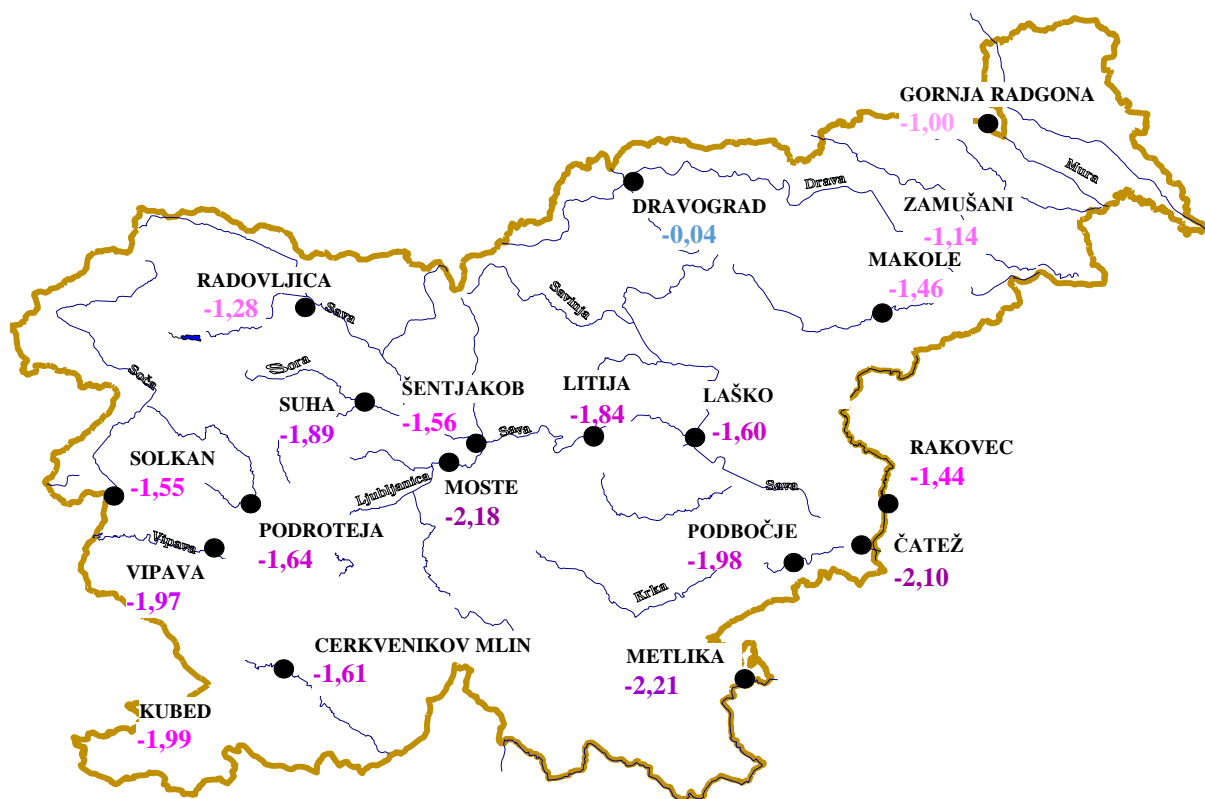 GORNJA RADGONA
-1,00
Mura
Drava
DRAVOGRAD
-0,04
ZAMUŠANI
-1,14
MAKOLE
-1,46
RADOVLJICA
-1,28
Sava
Savinja
Sora
Soča
SUHA
-1,89
ŠENTJAKOB
-1,56
LITIJA
-1,84
LAŠKO
-1,60
Sava
RAKOVEC
-1,44
SOLKAN
-1,55
Ljubljanica
MOSTE
-2,18
Sava
PODROTEJA
-1,64
Vipava
VIPAVA
-1,97
PODBOČJE
-1,98
ČATEŽ
-2,10
Krka
CERKVENIKOV MLIN
-1,61
METLIKA
-2,21
KUBED
-1,99